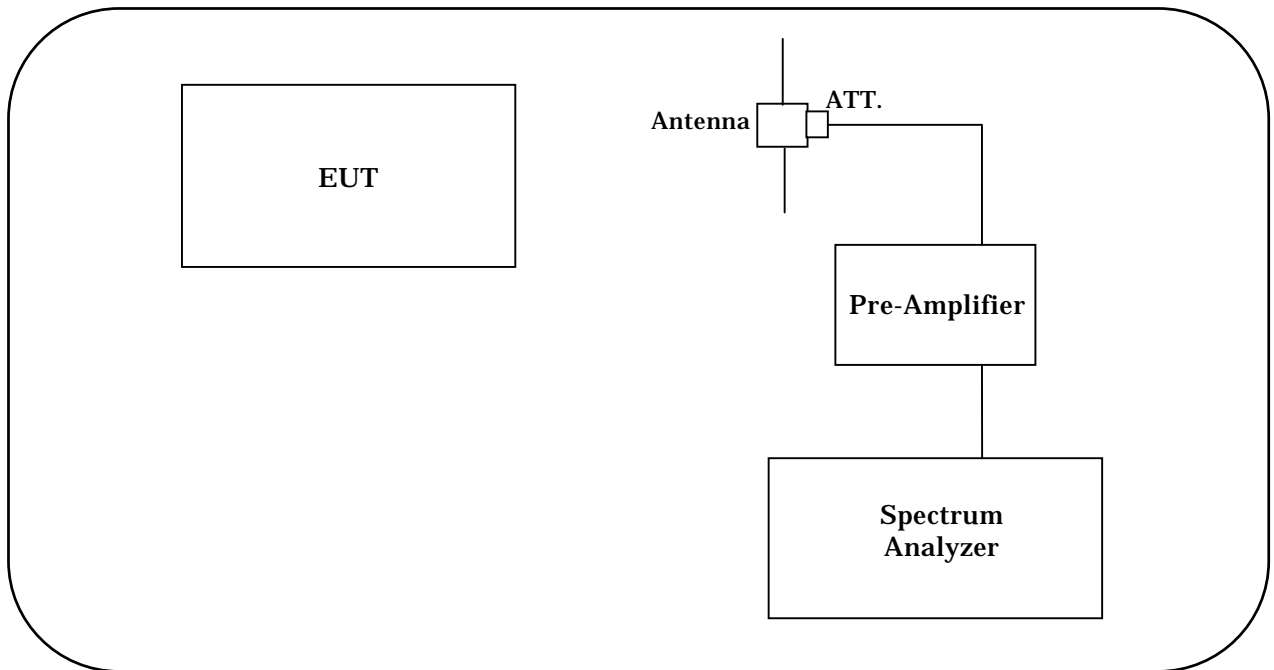 ATT.
Antenna
EUT
Pre-Amplifier
Spectrum
Analyzer